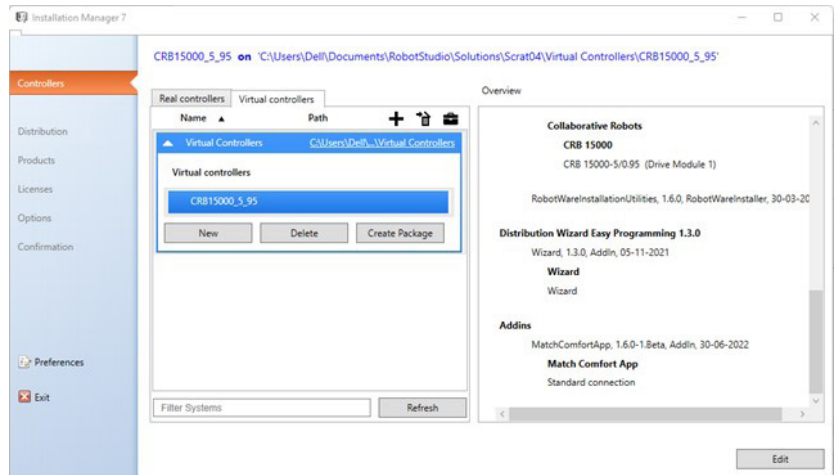 Installation Manager 7
CRB15000_5_95 on 'C:\Users\Dell\Documents\RobotStudio\Solutions\Scrat04\Virtual Controllers\CRB15000_5_95'
Controllers
Distribution
Products
Licenses
Options
Confirmation
Preferences
Exit
Real controllers Virtual controllers
Name Path
Virtual Controllers C:\Users\Dell\...\Virtual Controllers
Virtual controllers
CRB15000_5_95
New Delete Create Package
Filter Systems Refresh
Overview
Collaborative Robots
CRB 15000
CRB 15000-5/0.95 (Drive Module 1)
RobotWareInstallationUtilities, 1.6.0, RobotWareInstaller, 30-03-20
Distribution Wizard Easy Programming 1.3.0
Wizard, 1.3.0, AddIn, 05-11-2021
Wizard
Wizard
Addins
MatchComfortApp, 1.6.0-1.Beta, AddIn, 30-06-2022
Match Comfort App
Standard connection
Edit